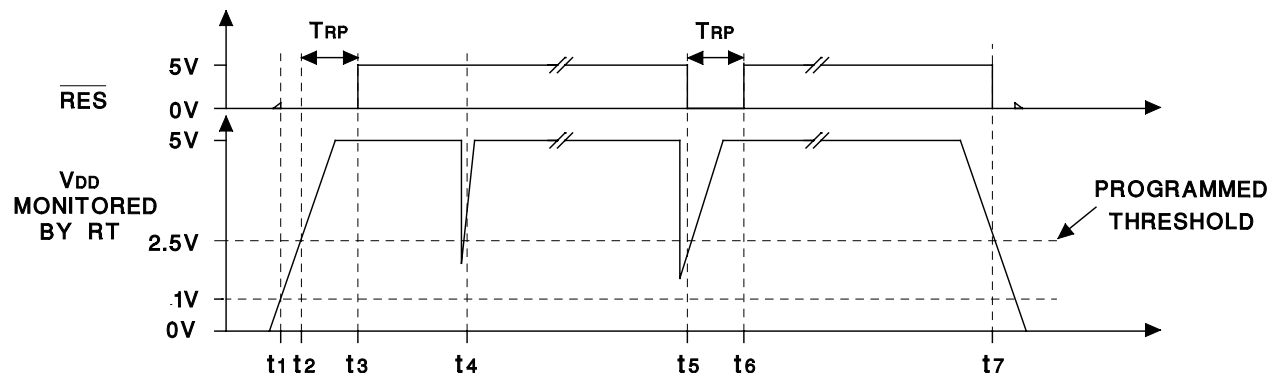 TRP TRP
5V
RES
0V
5V
VDD
MONITORED
BY RT
2.5V
1V
0V
PROGRAMMED
THRESHOLD
t1 t2 t3 t4 t5 t6 t7